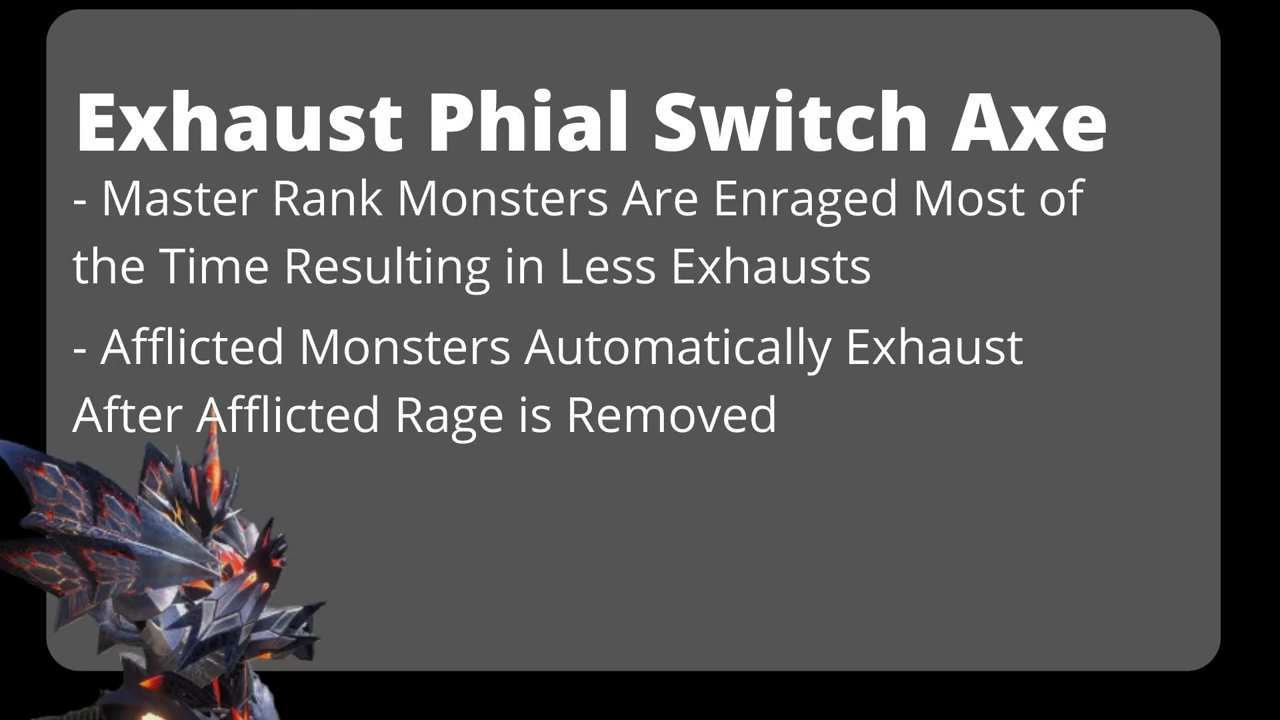 Exhaust Phial Switch Axe
- Master Rank Monsters Are Enraged Most of
the Time Resulting in Less Exhausts
- Afflicted Monsters Automatically Exhaust
After Afflicted Rage is Removed